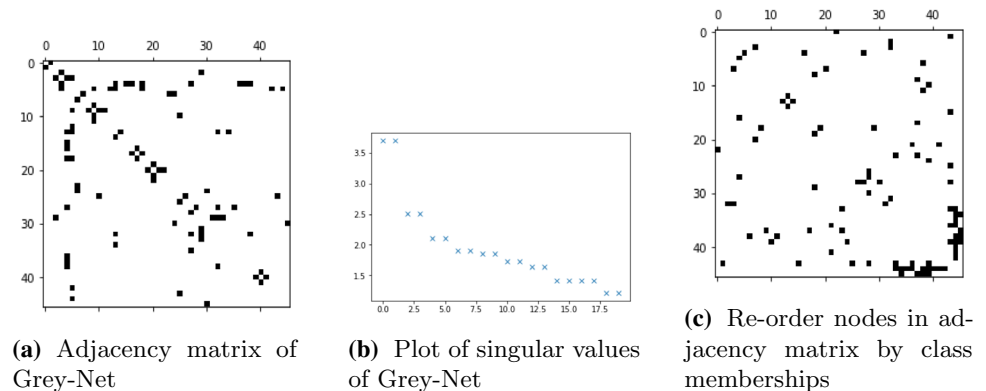 0 10 20 30 40
0
10
20
30
40
(a) Adjacency matrix of
Grey-Net
3.5
3.0
2.5
2.0
1.5
0.0 2.5 5.0 7.5 10.0 12.5 15.0 17.5
(b) Plot of singular values
of Grey-Net
0 10 20 30 40
0
10
20
30
40
(c) Re-order nodes in ad-
jacency matrix by class
memberships